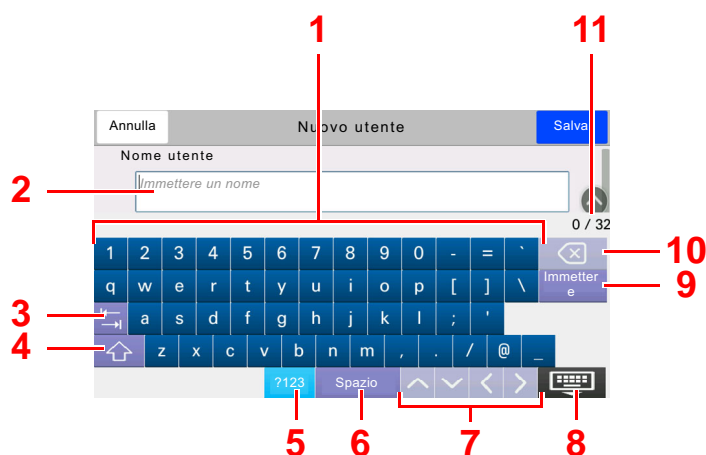 1 11
Annulla Nuovo utente Salva
Nome utente
2 Immettere un nome
0 / 32
1 2 3 4 5 6 7 8 9 0 - = ` 10
q w e r t y u i o p [ ] \ Immetter
e 9
3 a s d f g h j k l ; '
4 z x c v b n m , . / @ _
?123 Spazio
5 6 7 8